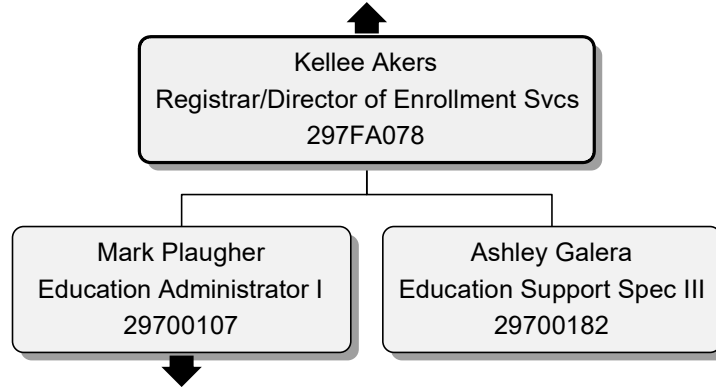 Kellee Akers
Registrar/Director of Enrollment Svcs
297FA078
Mark Plaugher
Education Administrator I
29700107
Ashley Galera
Education Support Spec III
29700182